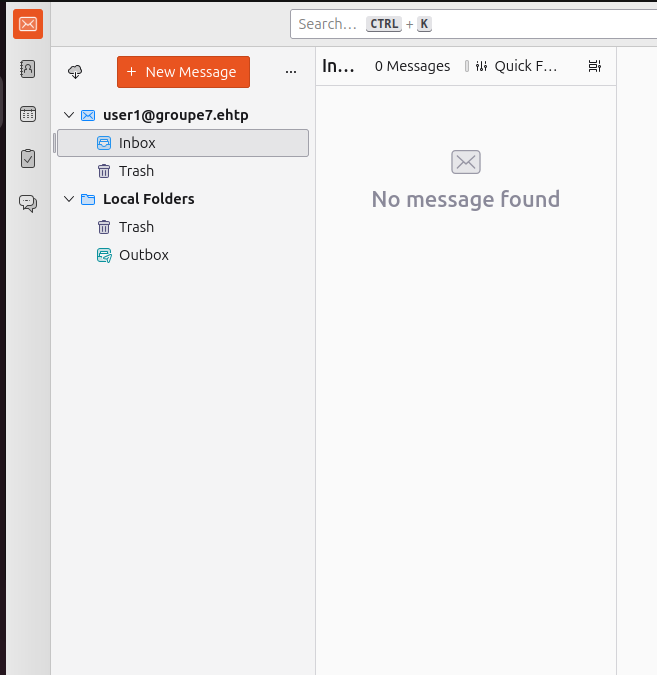 Search... CTRL + K
+ New Message ...
In... 0 Messages Quick F...
user1@groupe7.ehtp
Inbox
Trash
Local Folders
Trash
Outbox
No message found